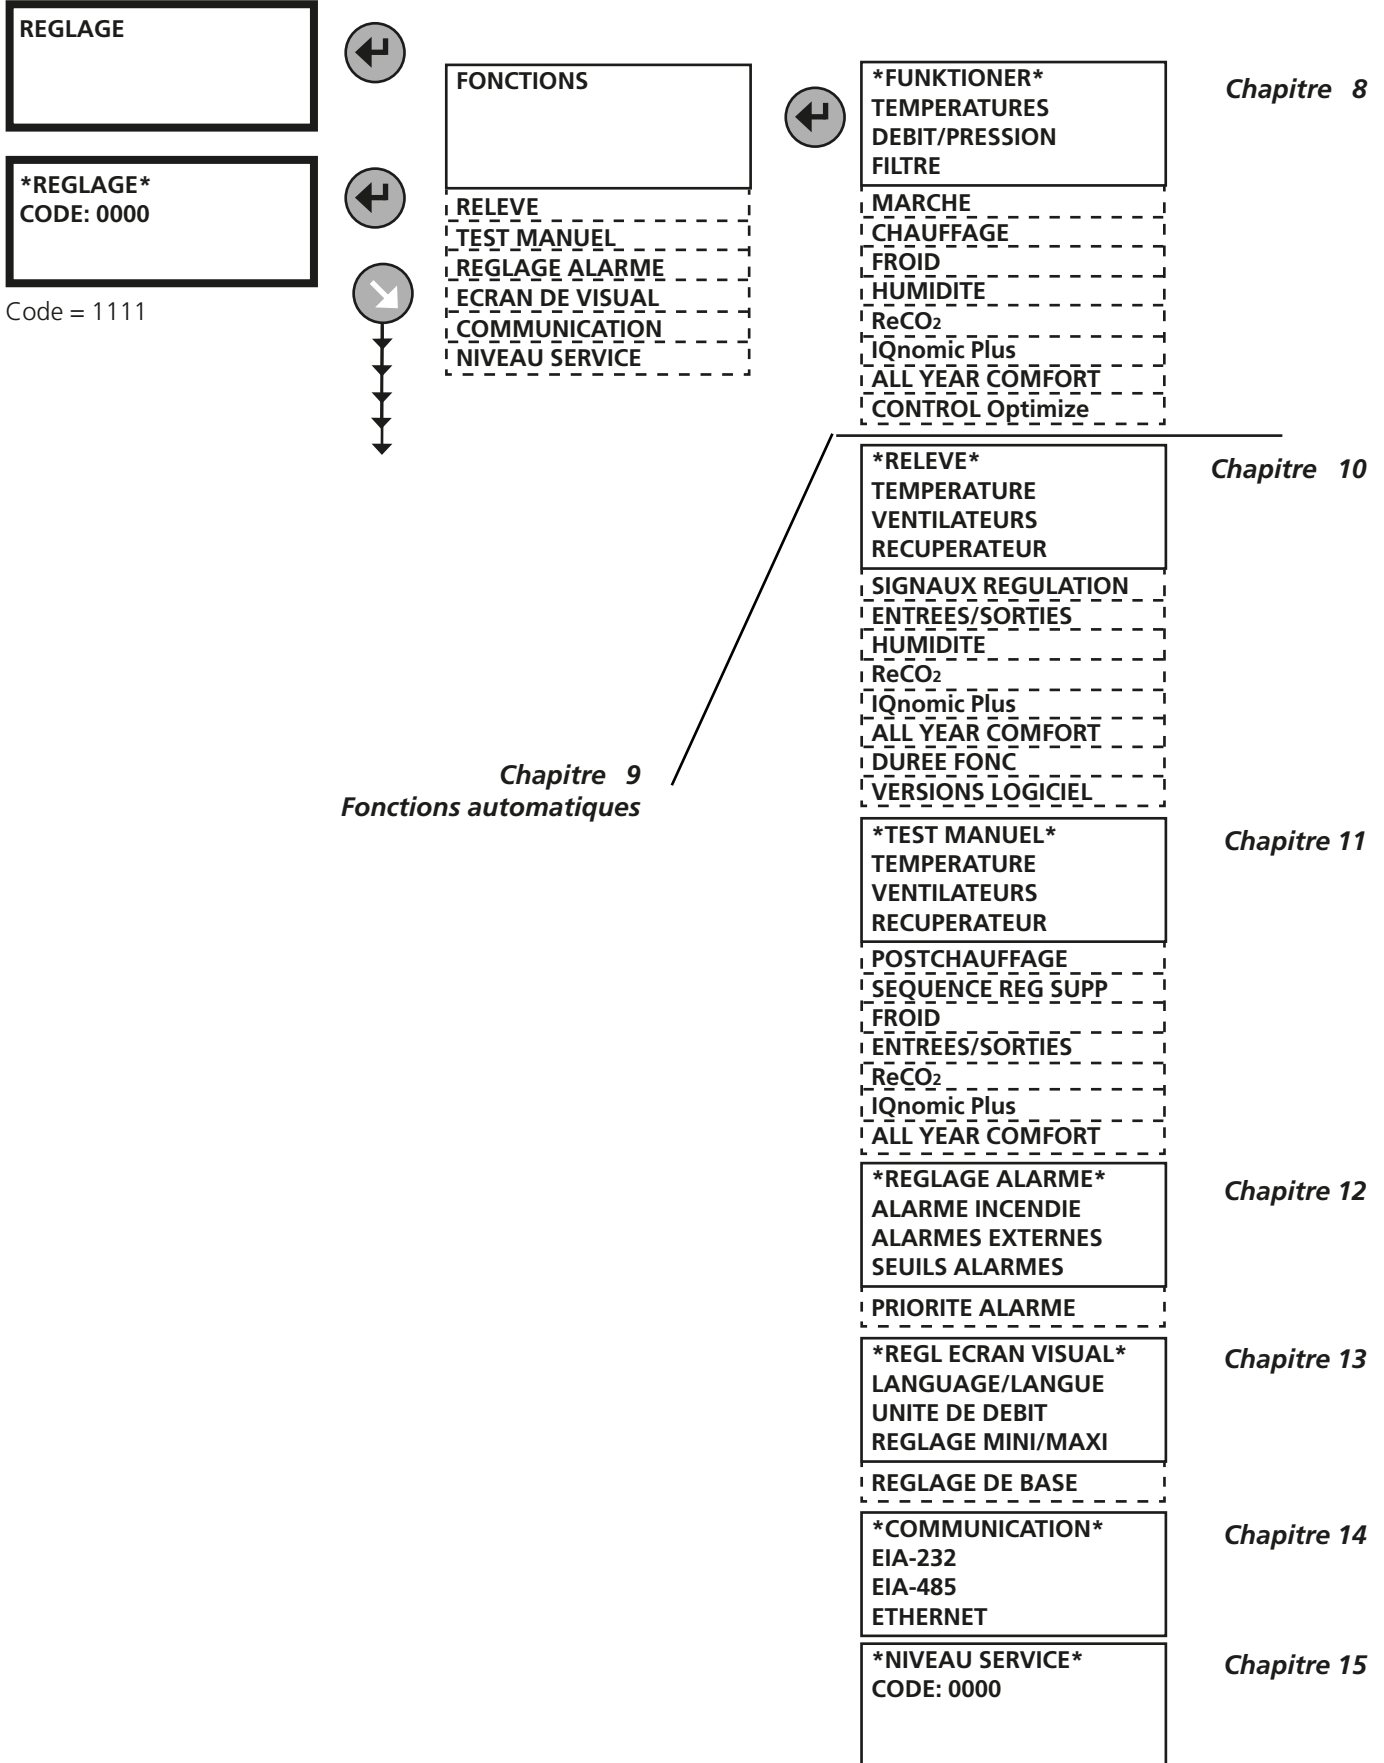 REGLAGE
*REGLAGE*
CODE: 0000
Code = 1111
FONCTIONS
RELEVE
TEST MANUEL
REGLAGE ALARME
ECRAN DE VISUAL
COMMUNICATION
NIVEAU SERVICE
*FUNKTIONER*
TEMPERATURES
DEBIT/PRESSION
FILTRE
MARCHE
CHAUFFAGE
FROID
HUMIDITE
ReCO2
IQnomic Plus
ALL YEAR COMFORT
CONTROL Optimize
Chapitre 8
Chapitre 9
Fonctions automatiques
*RELEVE*
TEMPERATURE
VENTILATEURS
RECUPERATEUR
SIGNAUX REGULATION
ENTREES/SORTIES
HUMIDITE
ReCO2
IQnomic Plus
ALL YEAR COMFORT
DUREE FONC
VERSIONS LOGICIEL
Chapitre 10
*TEST MANUEL*
TEMPERATURE
VENTILATEURS
RECUPERATEUR
POSTCHAUFFAGE
SEQUENCE REG SUPP
FROID
ENTREES/SORTIES
ReCO2
IQnomic Plus
ALL YEAR COMFORT
Chapitre 11
*REGLAGE ALARME*
ALARME INCENDIE
ALARMES EXTERNES
SEUILS ALARMES
PRIORITE ALARME
Chapitre 12
*REGL ECRAN VISUAL*
LANGUAGE/LANGUE
UNITE DE DEBIT
REGLAGE MINI/MAXI
REGLAGE DE BASE
Chapitre 13
*COMMUNICATION*
EIA-232
EIA-485
ETHERNET
Chapitre 14
*NIVEAU SERVICE*
CODE: 0000
Chapitre 15